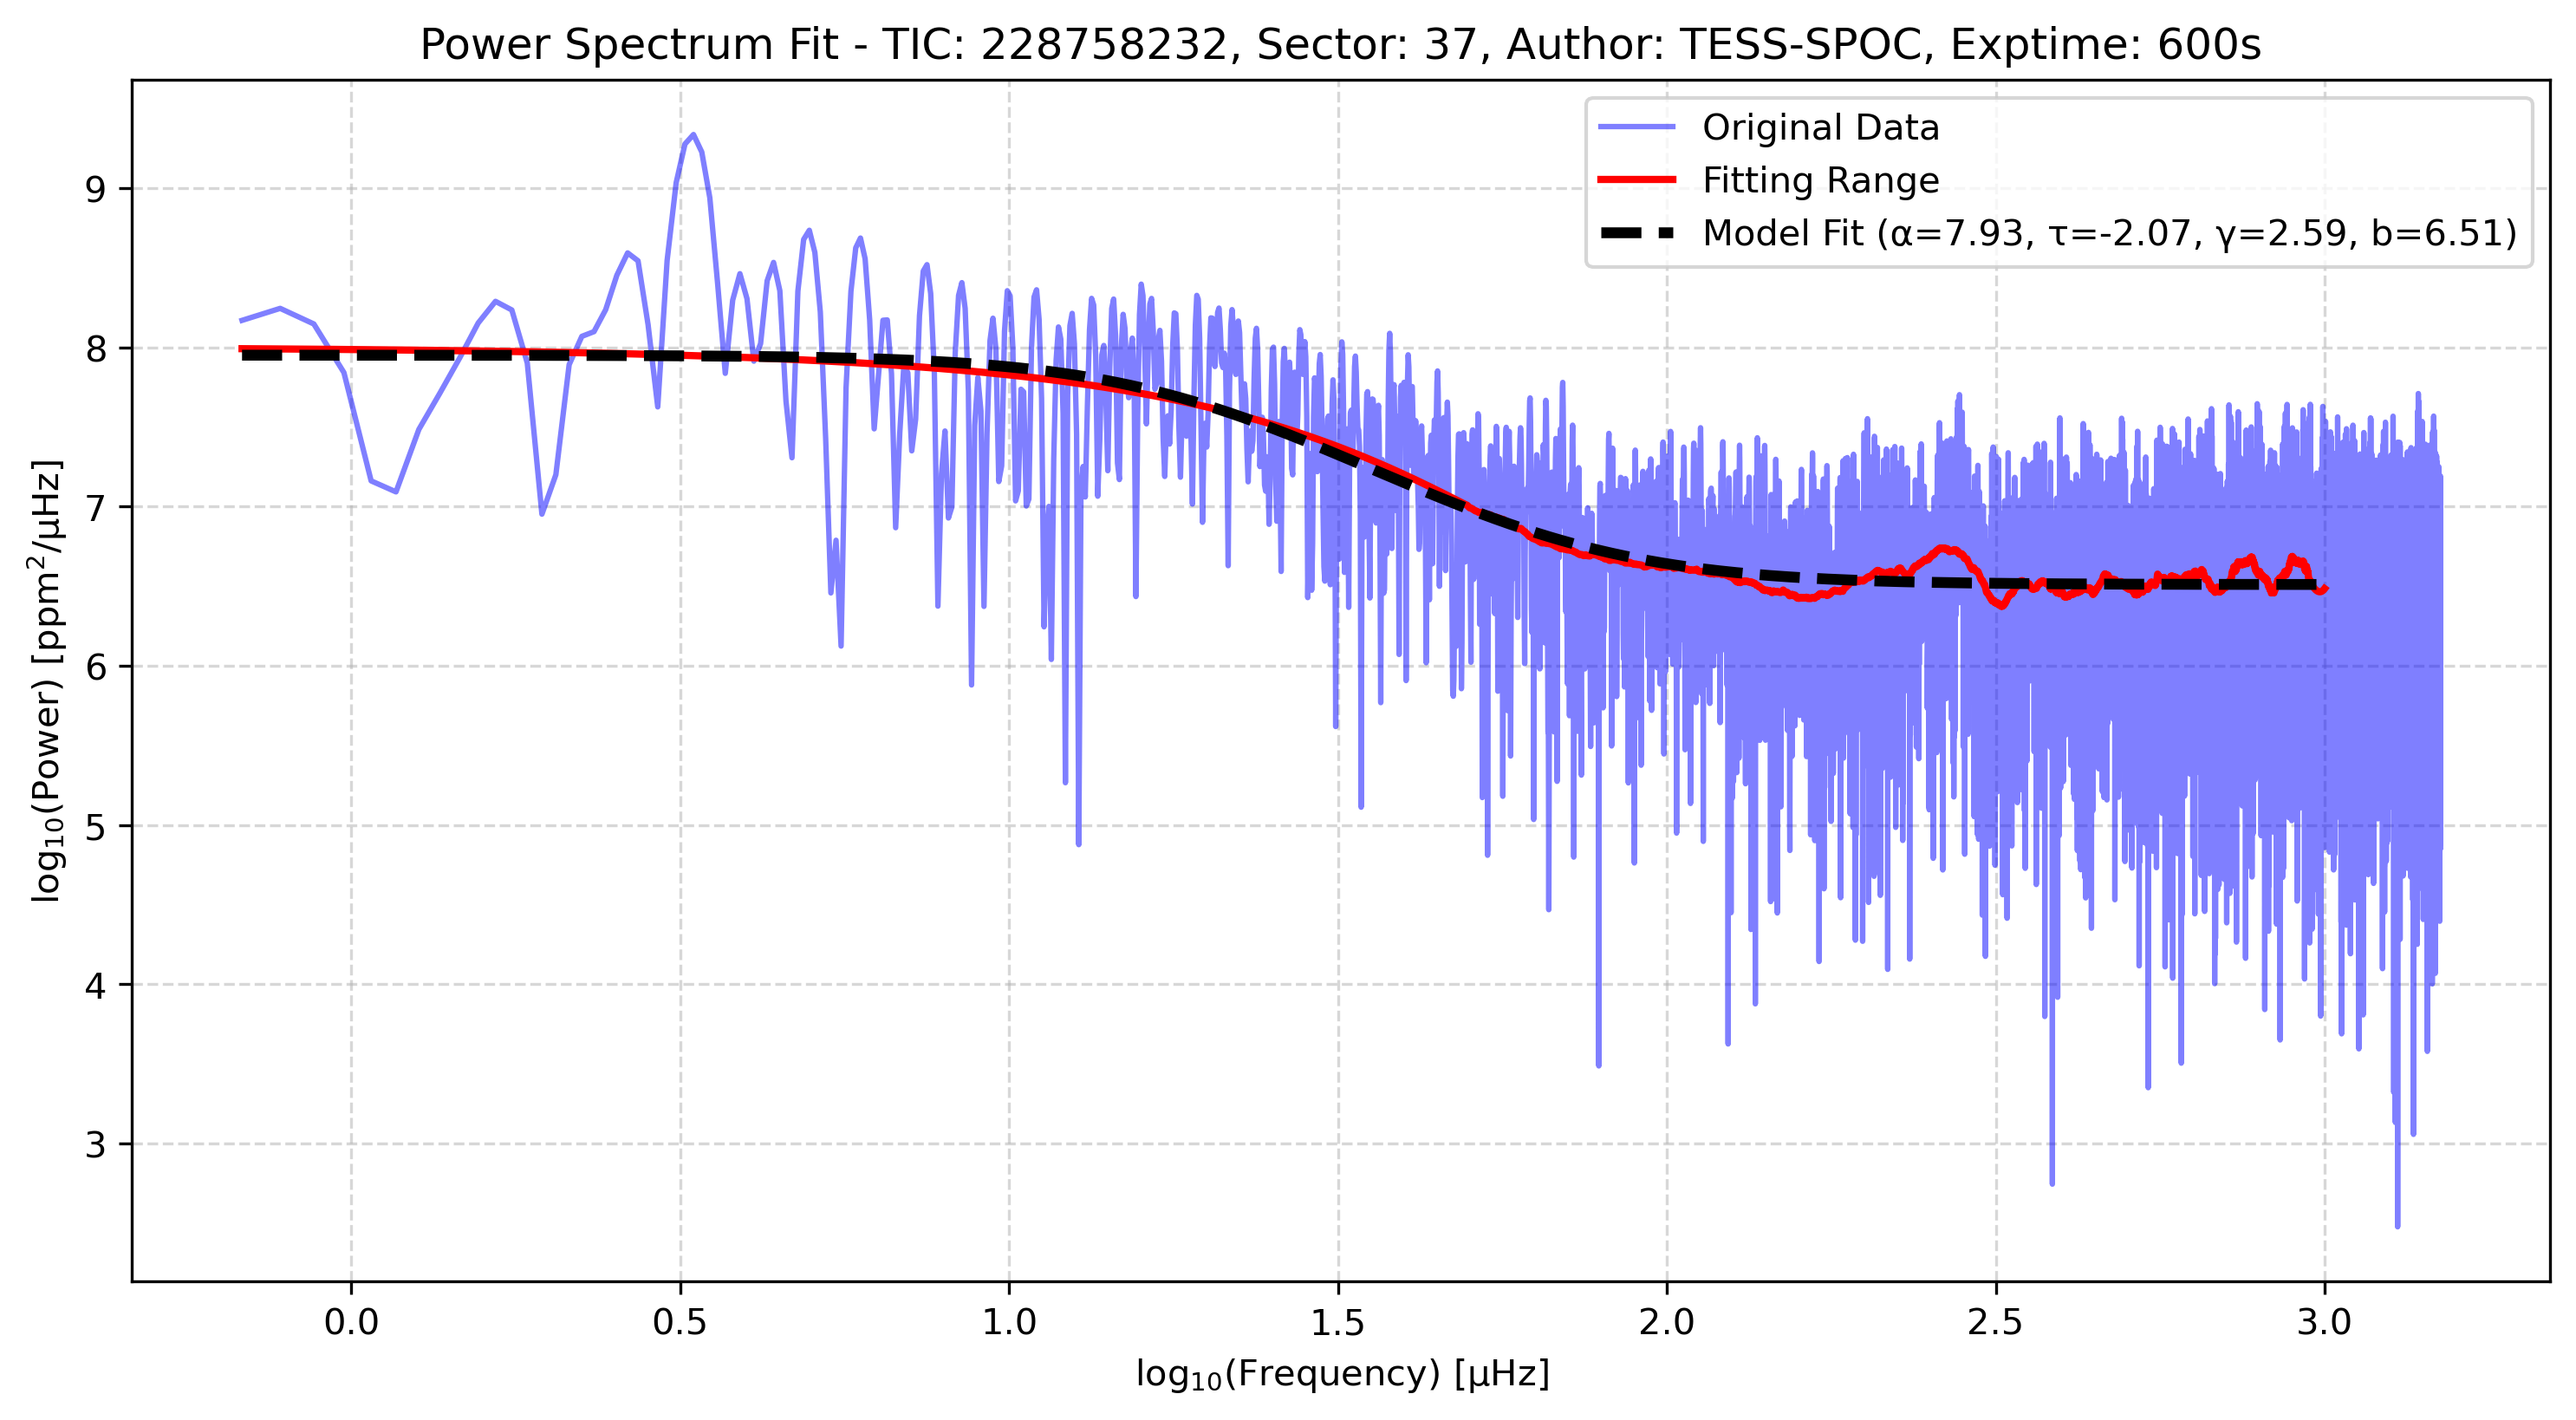 Power Spectrum Fit - TIC: 228758232, Sector: 37, Author: TESS-SPOC, Exptime: 600s
Original Data
Fitting Range
Model Fit (α=7.93, τ=-2.07, γ=2.59, b=6.51)
log₁₀(Power) [ppm²/μHz]
9
8
7
6
5
4
3
0.0 0.5 1.0 1.5 2.0 2.5 3.0
log₁₀(Frequency) [μHz]